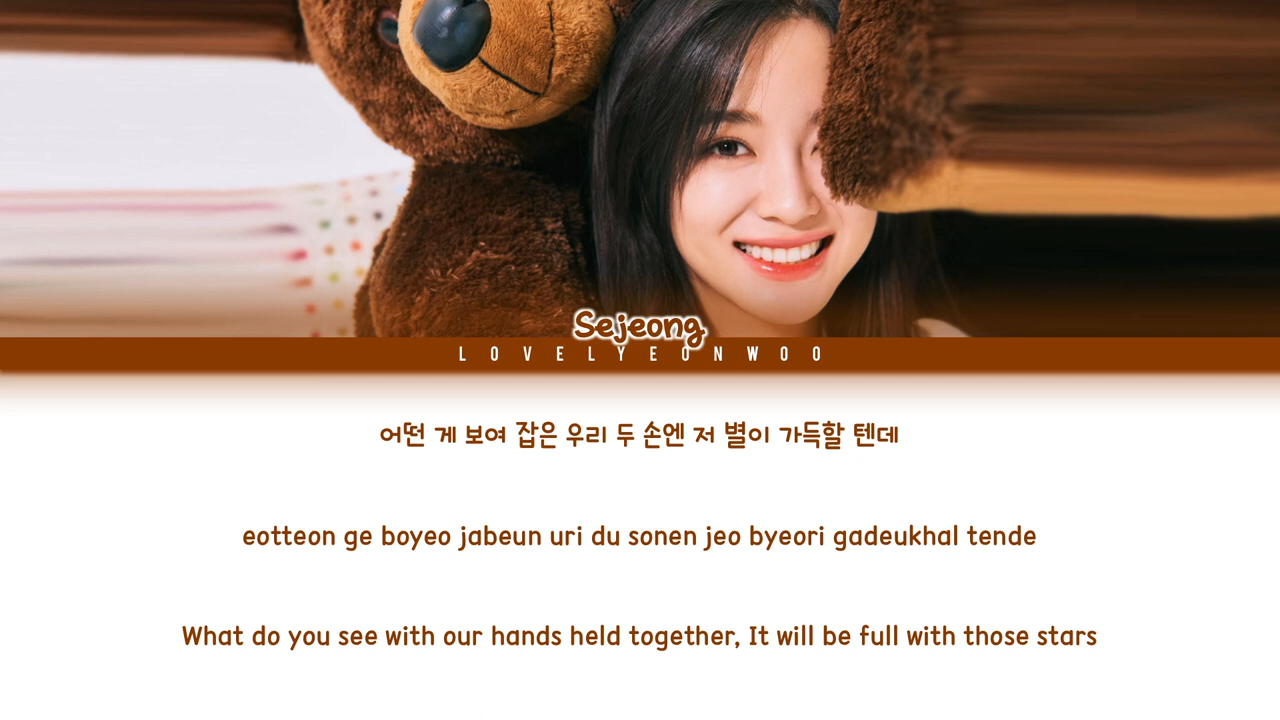 Sejeong
LOVELYEONWOO
어떤 게 보여 잡은 우리 두 손엔 저 별이 가득할 텐데
eotteon ge boyeo jabeun uri du sonen jeo byeori gadeukhal tende
What do you see with our hands held together, It will be full with those stars